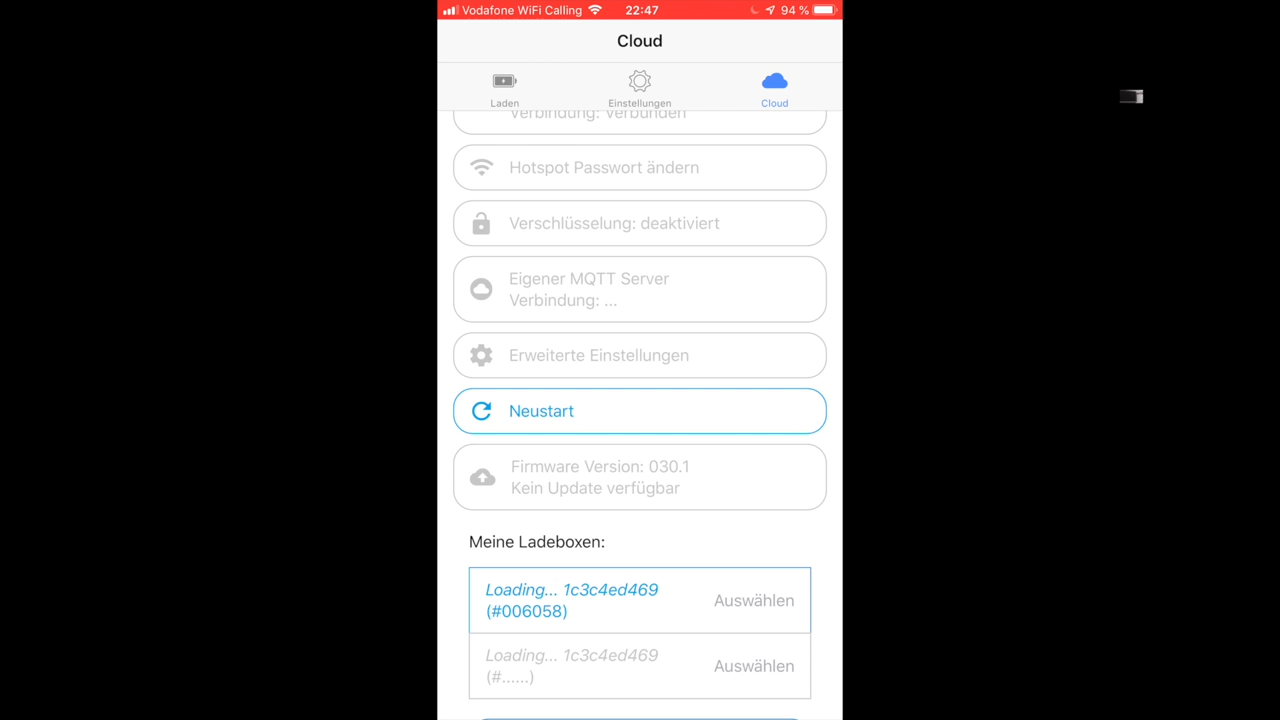 Vodafone WiFi Calling 22:47 94 %
Cloud
Laden Einstellungen Cloud
Verbindung: verbunden
Hotspot Passwort ändern
Verschlüsselung: deaktiviert
Eigener MQTT Server
Verbindung: ...
Erweiterte Einstellungen
Neustart
Firmware Version: 030.1
Kein Update verfügbar
Meine Ladeboxen:
Loading... 1c3c4ed469
(#006058)
Auswählen
Loading... 1c3c4ed469
(#......)
Auswählen